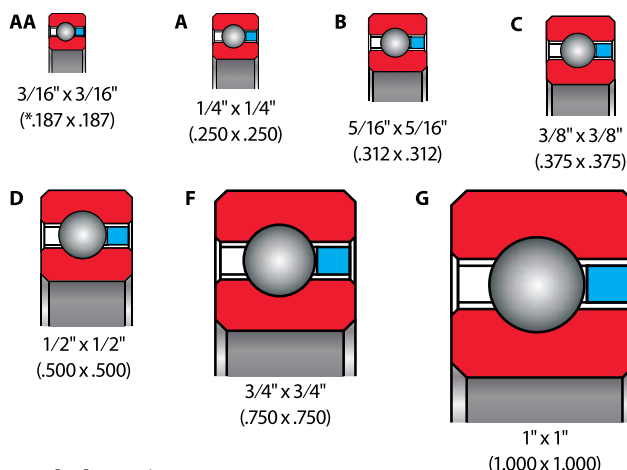 AA
3/16" x 3/16"
(*.187 x .187)
A
1/4" x 1/4"
(.250 x .250)
B
5/16" x 5/16"
(.312 x .312)
C
3/8" x 3/8"
(.375 x .375)
D
1/2" x 1/2"
(.500 x .500)
F
3/4" x 3/4"
(.750 x .750)
G
1" x 1"
(1.000 x 1.000)